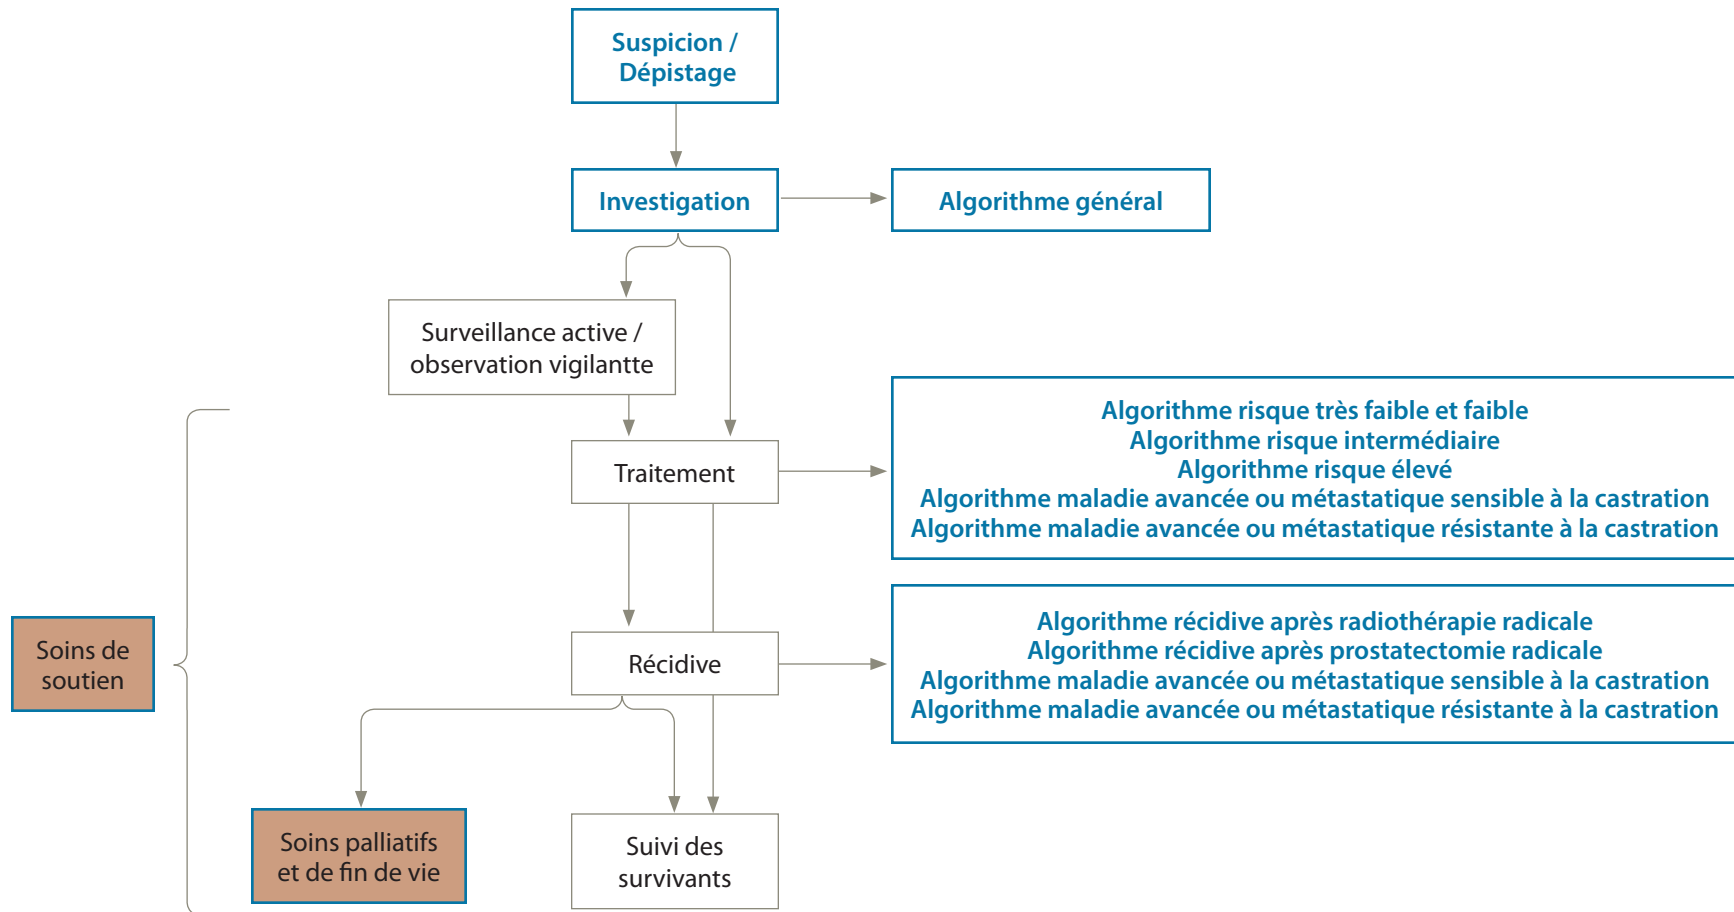 Suspicion /
Dépistage
Investigation
Algorithme général
Surveillance active /
observation vigilantte
Algorithme risque très faible et faible
Algorithme risque intermédiaire
Algorithme risque élevé
Algorithme maladie avancée ou métastatique sensible à la castration
Algorithme maladie avancée ou métastatique résistante à la castration
Traitement
Algorithme récidive après radiothérapie radicale
Algorithme récidive après prostatectomie radicale
Algorithme maladie avancée ou métastatique sensible à la castration
Algorithme maladie avancée ou métastatique résistante à la castration
Soins de
soutien
Récidive
Soins palliatifs
et de fin de vie
Suivi des
survivants